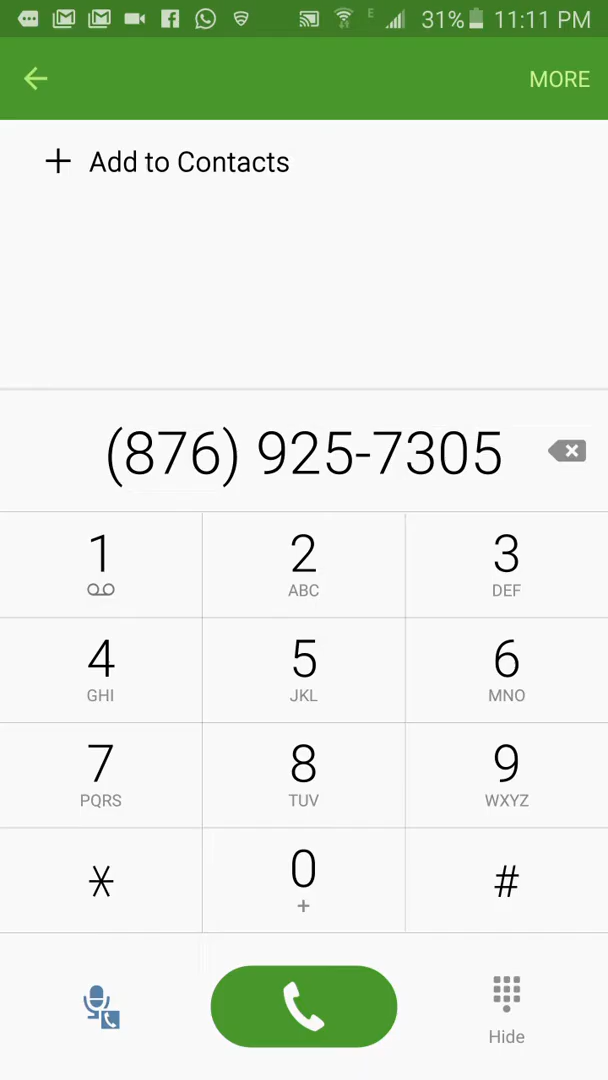 E 31% 11:11 PM
MORE
+ Add to Contacts
(876) 925-7305
1 2 3
ABC DEF
4 5 6
GHI JKL MNO
7 8 9
PQRS TUV WXYZ
* 0 #
+
Hide